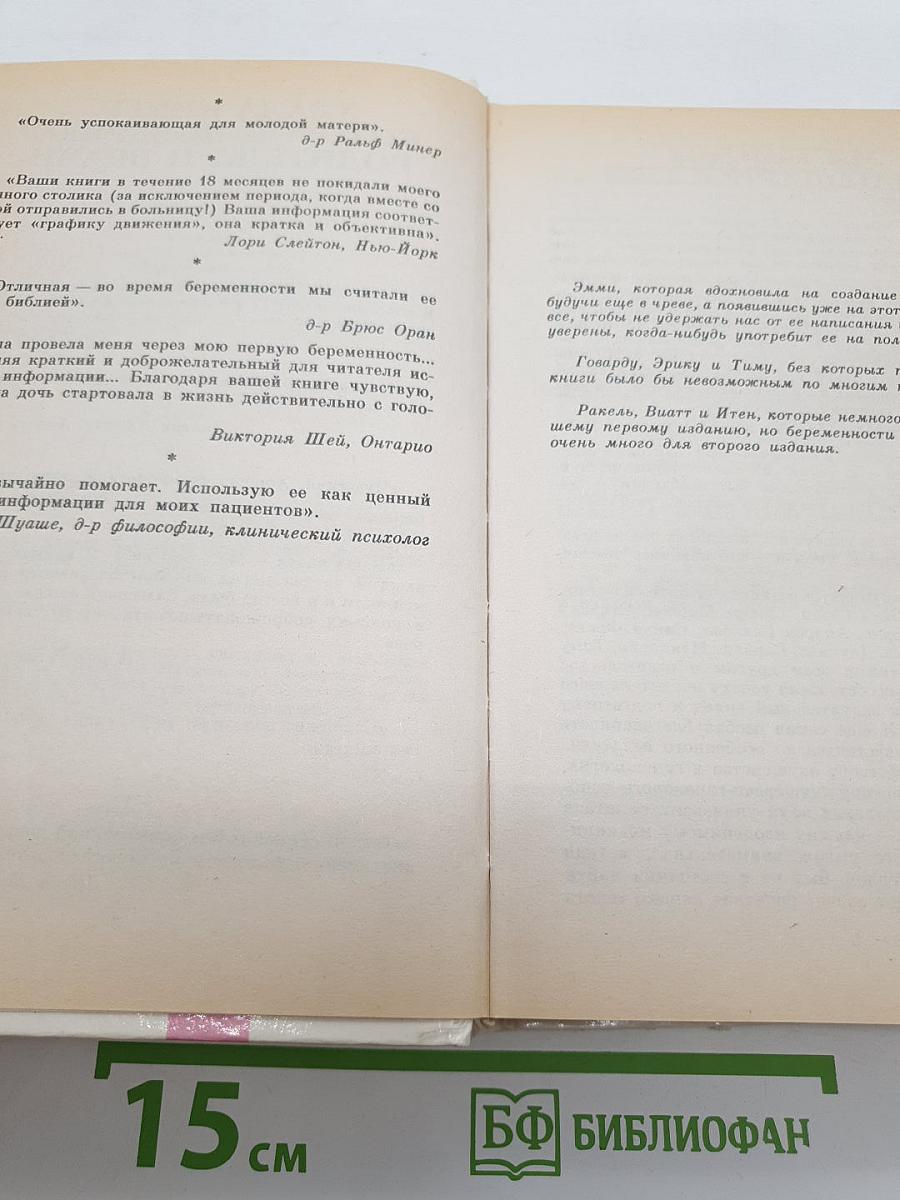 *
«Очень успокаивающая для молодой матери».
д-р Ральф Минер
*
«Ваши книги в течение 18 месяцев не покидали моего
чного столика (за исключением периода, когда вместе со
ой отправились в больницу!) Ваша информация соответ-
ует «графику движения», она кратка и объективна».
Лори Слейтон, Нью-Йорк
*
Отличная — во время беременности мы считали ее
библией».
д-р Брюс Оран
ла провела меня через мою первую беременность...
няя краткий и доброжелательный для читателя ис-
информации... Благодаря вашей книге чувствую,
а дочь стартовала в жизнь действительно с голо-
Виктория Шей, Онтарио
*
вычайно помогает. Использую ее как ценный
информации для моих пациентов».
Шуаше, д-р философии, клинический психолог
Эмми, которая вдохновила на создание
будучи еще в чреве, а появившись уже на этот
все, чтобы не удержать нас от ее написания
уверены, когда-нибудь употребит ее на пол
Говарду, Эрику и Тиму, без которых п
книги было бы невозможным по многим
Ракель, Виатт и Итен, которые немного
шему первому изданию, но беременности
очень много для второго издания.
15 см
БФ БИБЛИОФАН